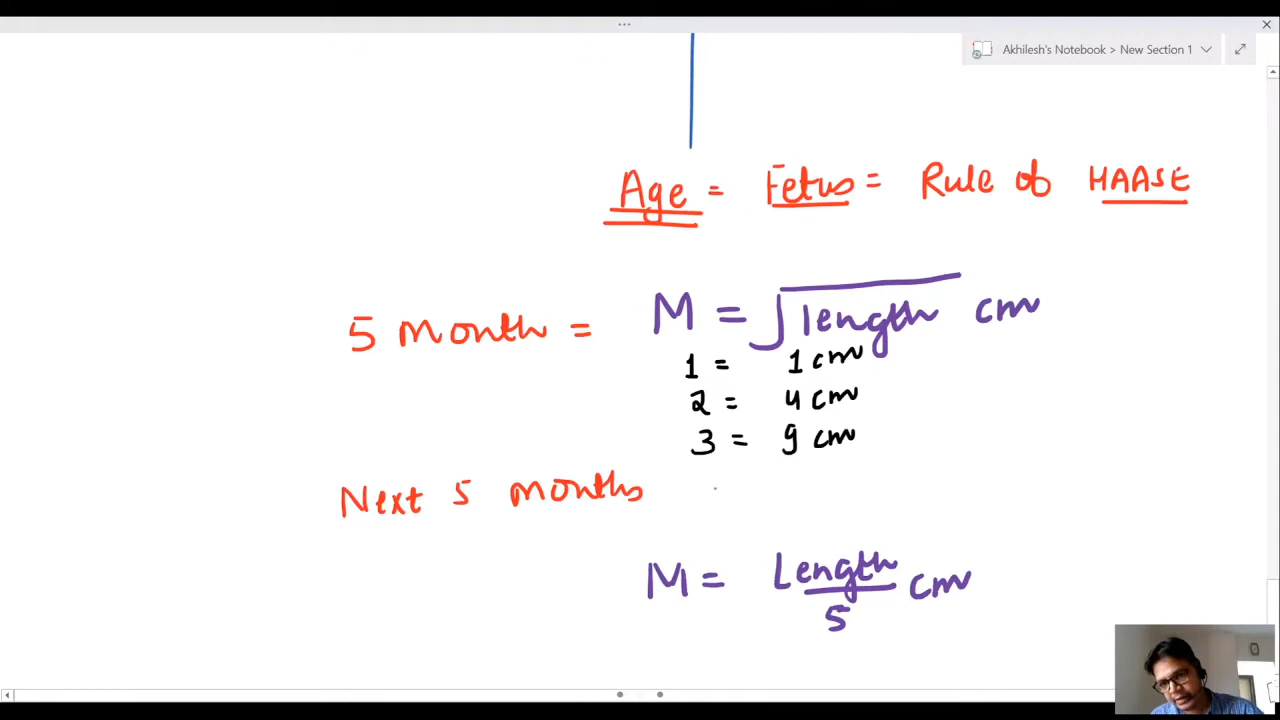 Akhilesh's Notebook > New Section 1
Age = Fetus = Rule of HAASE
5 month = M = √length cm
1 = 1 cm
2 = 4 cm
3 = 9 cm
Next 5 months
M = Length/5 cm